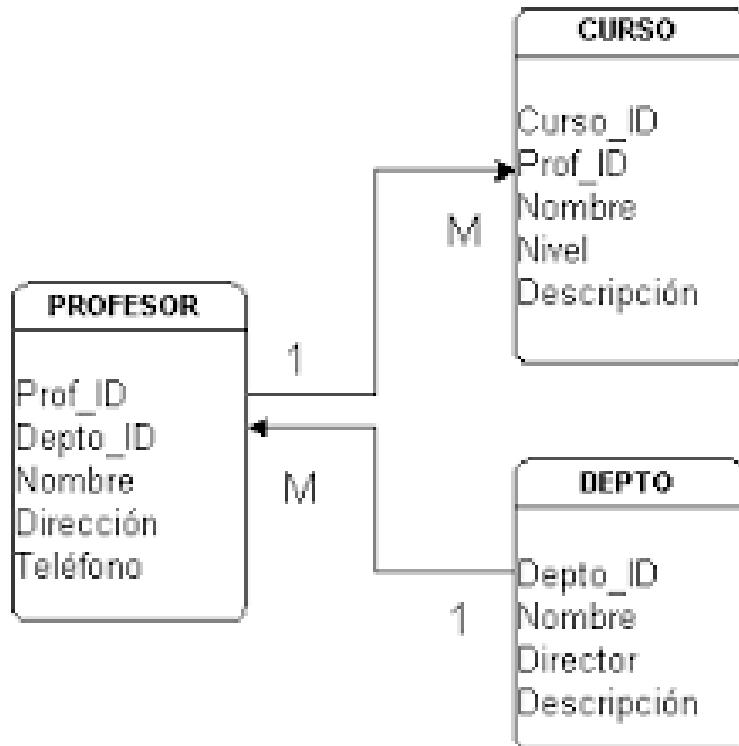 CURSO
Curso_ID
Prof_ID
Nombre
Nivel
Descripción
M
PROFESOR
Prof_ID
Depto_ID
Nombre
Dirección
Teléfono
1
M
DEPTO
Depto_ID
Nombre
Director
Descripción
1